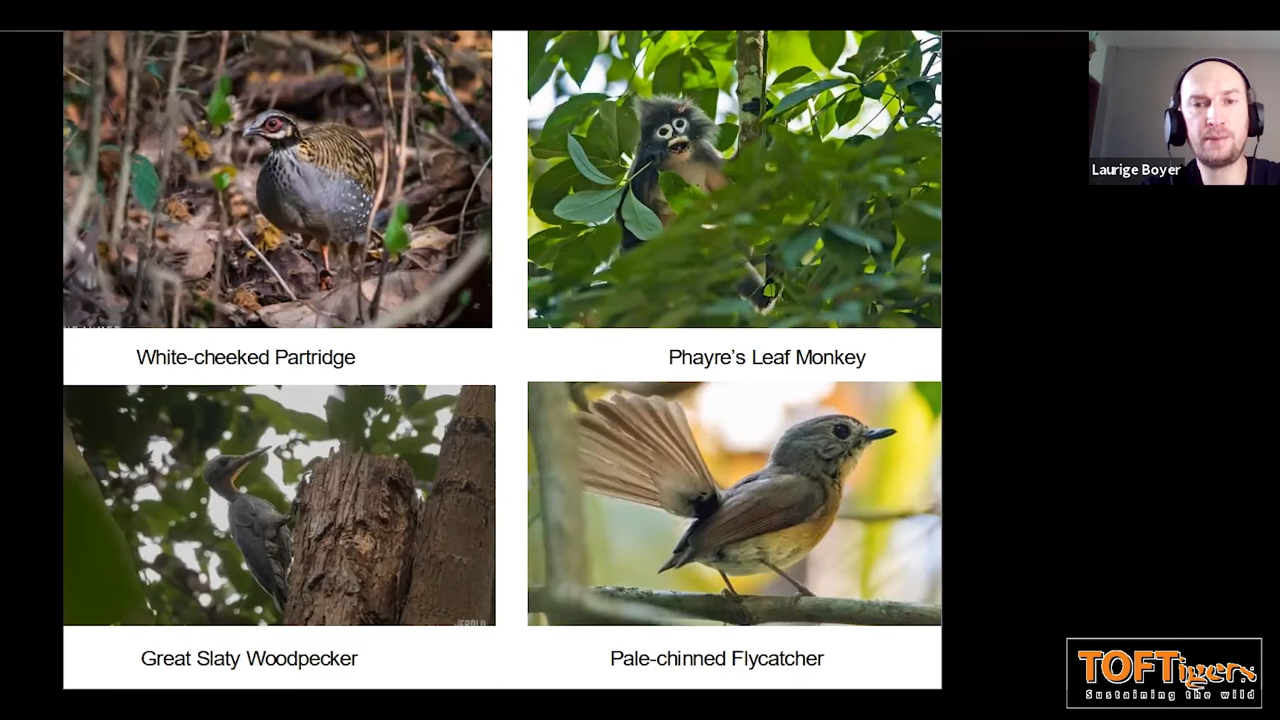 Laurige Boyer
White-cheeked Partridge
Phayre's Leaf Monkey
Great Slaty Woodpecker
Pale-chinned Flycatcher
TOFTigers
Sustaining the wild